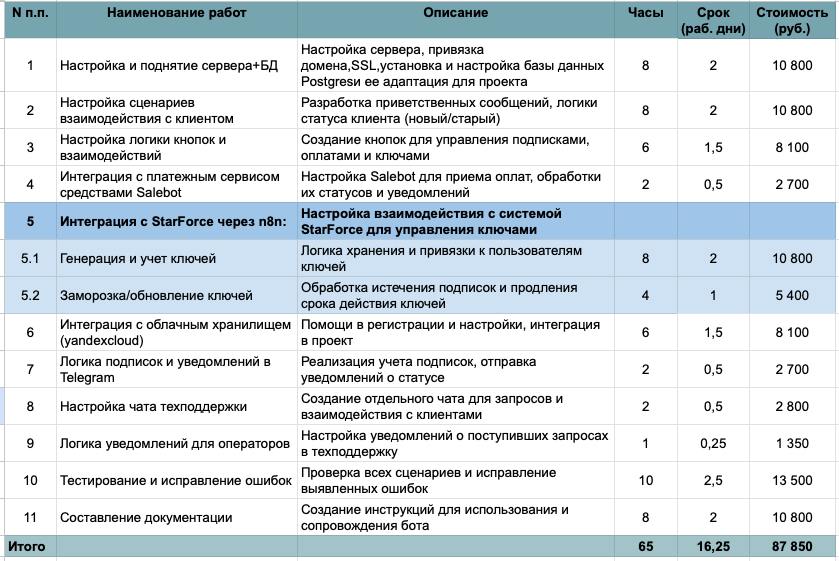 N п.п. Наименование работ Описание Часы Срок (раб. дни) Стоимость (руб.)
1 Настройка и поднятие сервера+БД Настройка сервера, привязка
домена,SSL,установка и настройка базы данных
Postgresи ее адаптация для проекта 8 2 10 800
2 Настройка сценариев
взаимодействия с клиентом Разработка приветственных сообщений, логики
статуса клиента (новый/старый) 8 2 10 800
3 Настройка логики кнопок и
взаимодействий Создание кнопок для управления подписками,
оплатами и ключами 6 1,5 8 100
4 Интеграция с платежным сервисом
средствами Salebot Настройка Salebot для приема оплат, обработки
их статусов и уведомлений 2 0,5 2 700
5 Интеграция с StarForce через n8n: Настройка взаимодействия с системой
StarForce для управления ключами
5.1 Генерация и учет ключей Логика хранения и привязки к пользователям
ключей 8 2 10 800
5.2 Заморозка/обновление ключей Обработка истечения подписок и продления
срока действия ключей 4 1 5 400
6 Интеграция с облачным хранилищем
(yandexcloud) Помощи в регистрации и настройки, интеграция
в проект 6 1,5 8 100
7 Логика подписок и уведомлений в
Telegram Реализация учета подписок, отправка
уведомлений о статусе 2 0,5 2 700
8 Настройка чата техподдержки Создание отдельного чата для запросов и
взаимодействия с клиентами 2 0,5 2 800
9 Логика уведомлений для операторов Настройка уведомлений о поступивших запросах
в техподдержку 1 0,25 1 350
10 Тестирование и исправление ошибок Проверка всех сценариев и исправление
выявленных ошибок 10 2,5 13 500
11 Составление документации Создание инструкций для использования и
сопровождения бота 8 2 10 800
Итого 65 16,25 87 850